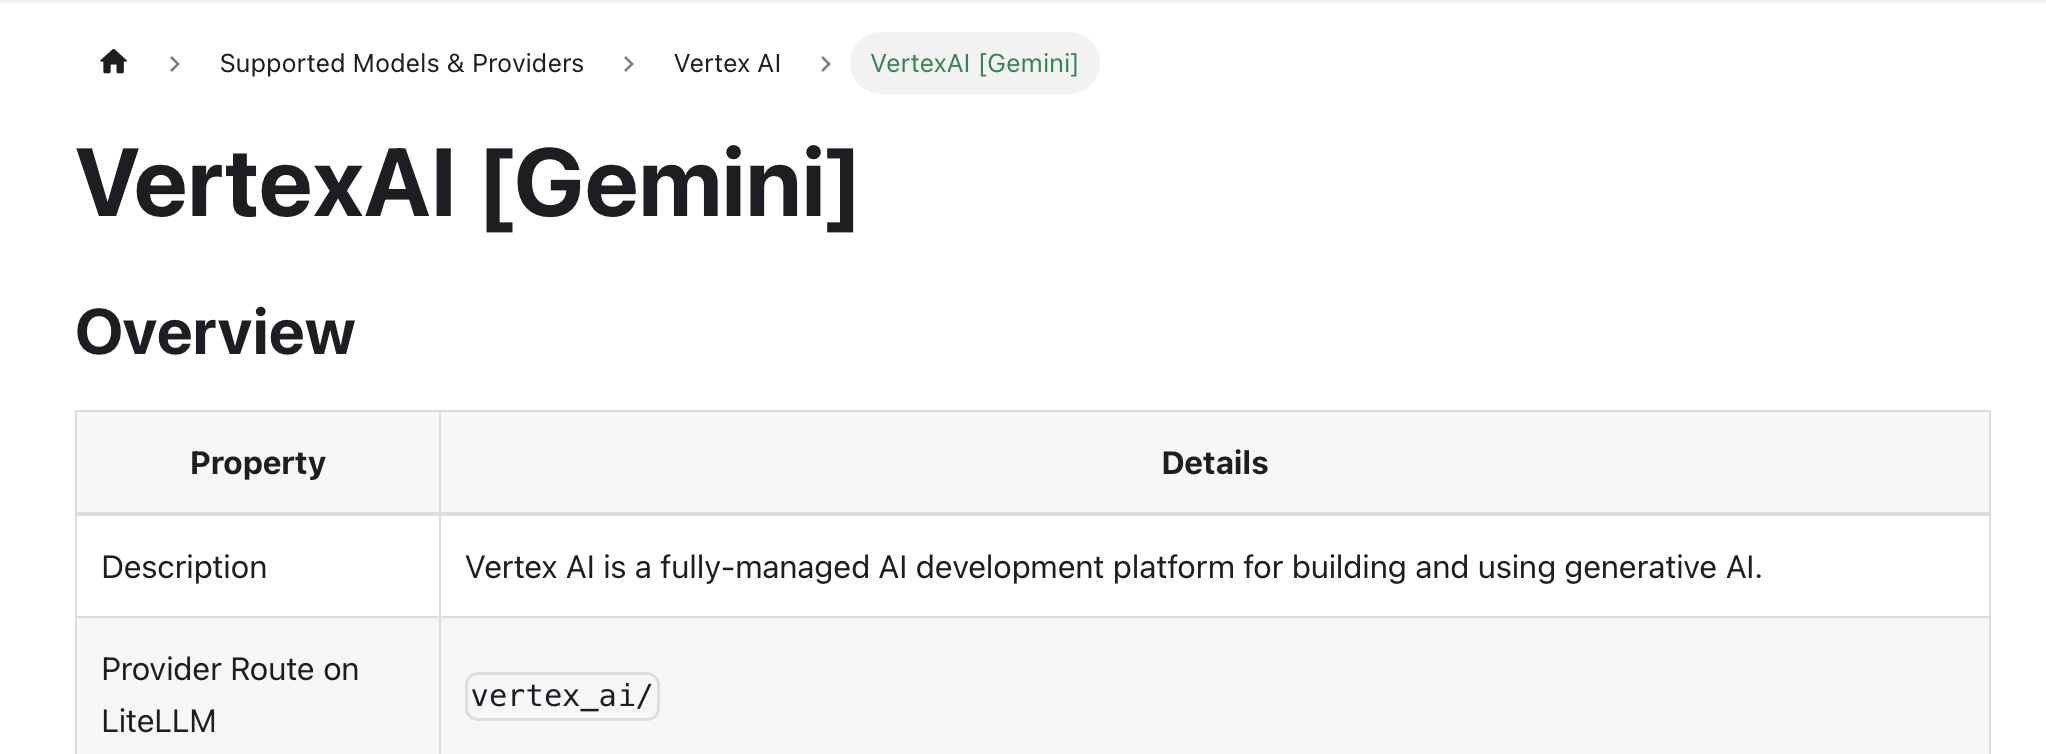 Supported Models & Providers > Vertex AI > VertexAI [Gemini]
VertexAI [Gemini]
Overview
Property Details
Description Vertex AI is a fully-managed AI development platform for building and using generative AI.
Provider Route on
LiteLLM
vertex_ai/